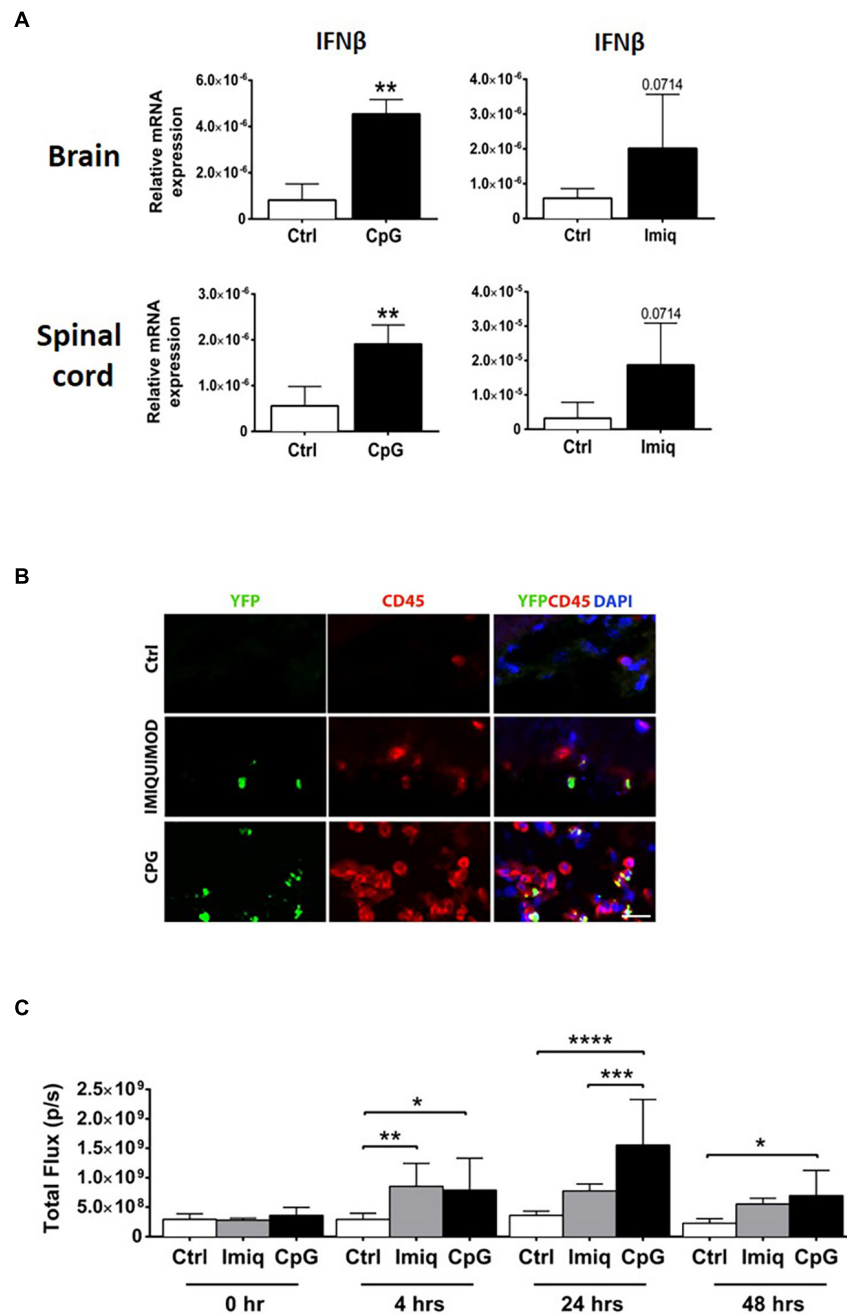 A
IFNβ
IFNβ
Brain
Relative mRNA
expression
6.0×10⁻⁶
4.0×10⁻⁶
2.0×10⁻⁶
0
**
Ctrl
CpG
4.0×10⁻⁶
3.0×10⁻⁶
2.0×10⁻⁶
1.0×10⁻⁶
0
0.0714
Ctrl
Imiq
Spinal
cord
Relative mRNA
expression
3.0×10⁻⁶
2.0×10⁻⁶
1.0×10⁻⁶
0
**
Ctrl
CpG
4.0×10⁻⁵
3.0×10⁻⁵
2.0×10⁻⁵
1.0×10⁻⁵
0
0.0714
Ctrl
Imiq
B
YFP
CD45
YFPCD45 DAPI
Ctrl
IMIQUIMOD
CPG
C
Total Flux (p/s)
2.5×10⁹
2.0×10⁹
1.5×10⁹
1.0×10⁹
5.0×10⁸
0
**
*
****
***
*
Ctrl Imiq CpG Ctrl Imiq CpG Ctrl Imiq CpG Ctrl Imiq CpG
0 hr 4 hrs 24 hrs 48 hrs